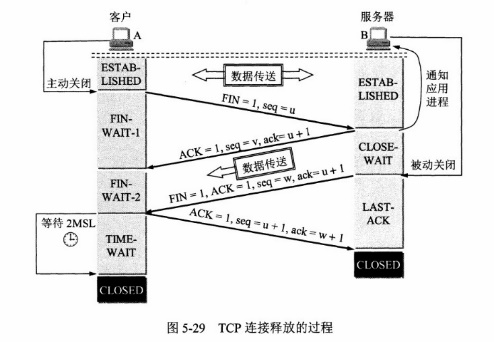 客户
服务器
A
B
ESTAB-
LISHED
数据传送
ESTAB-
LISHED
通知
应用
进程
主动关闭
FIN = 1, seq = u
FIN-
WAIT-1
ACK = 1, seq = v, ack= u + 1
CLOSE-
WAIT
数据传送
被动关闭
FIN-
WAIT-2
FIN = 1, ACK = 1, seq = w, ack= u + 1
等待 2MSL
ACK = 1, seq = u + 1, ack = w + 1
LAST-
ACK
TIME-
WAIT
CLOSED
CLOSED
图 5-29 TCP 连接释放的过程